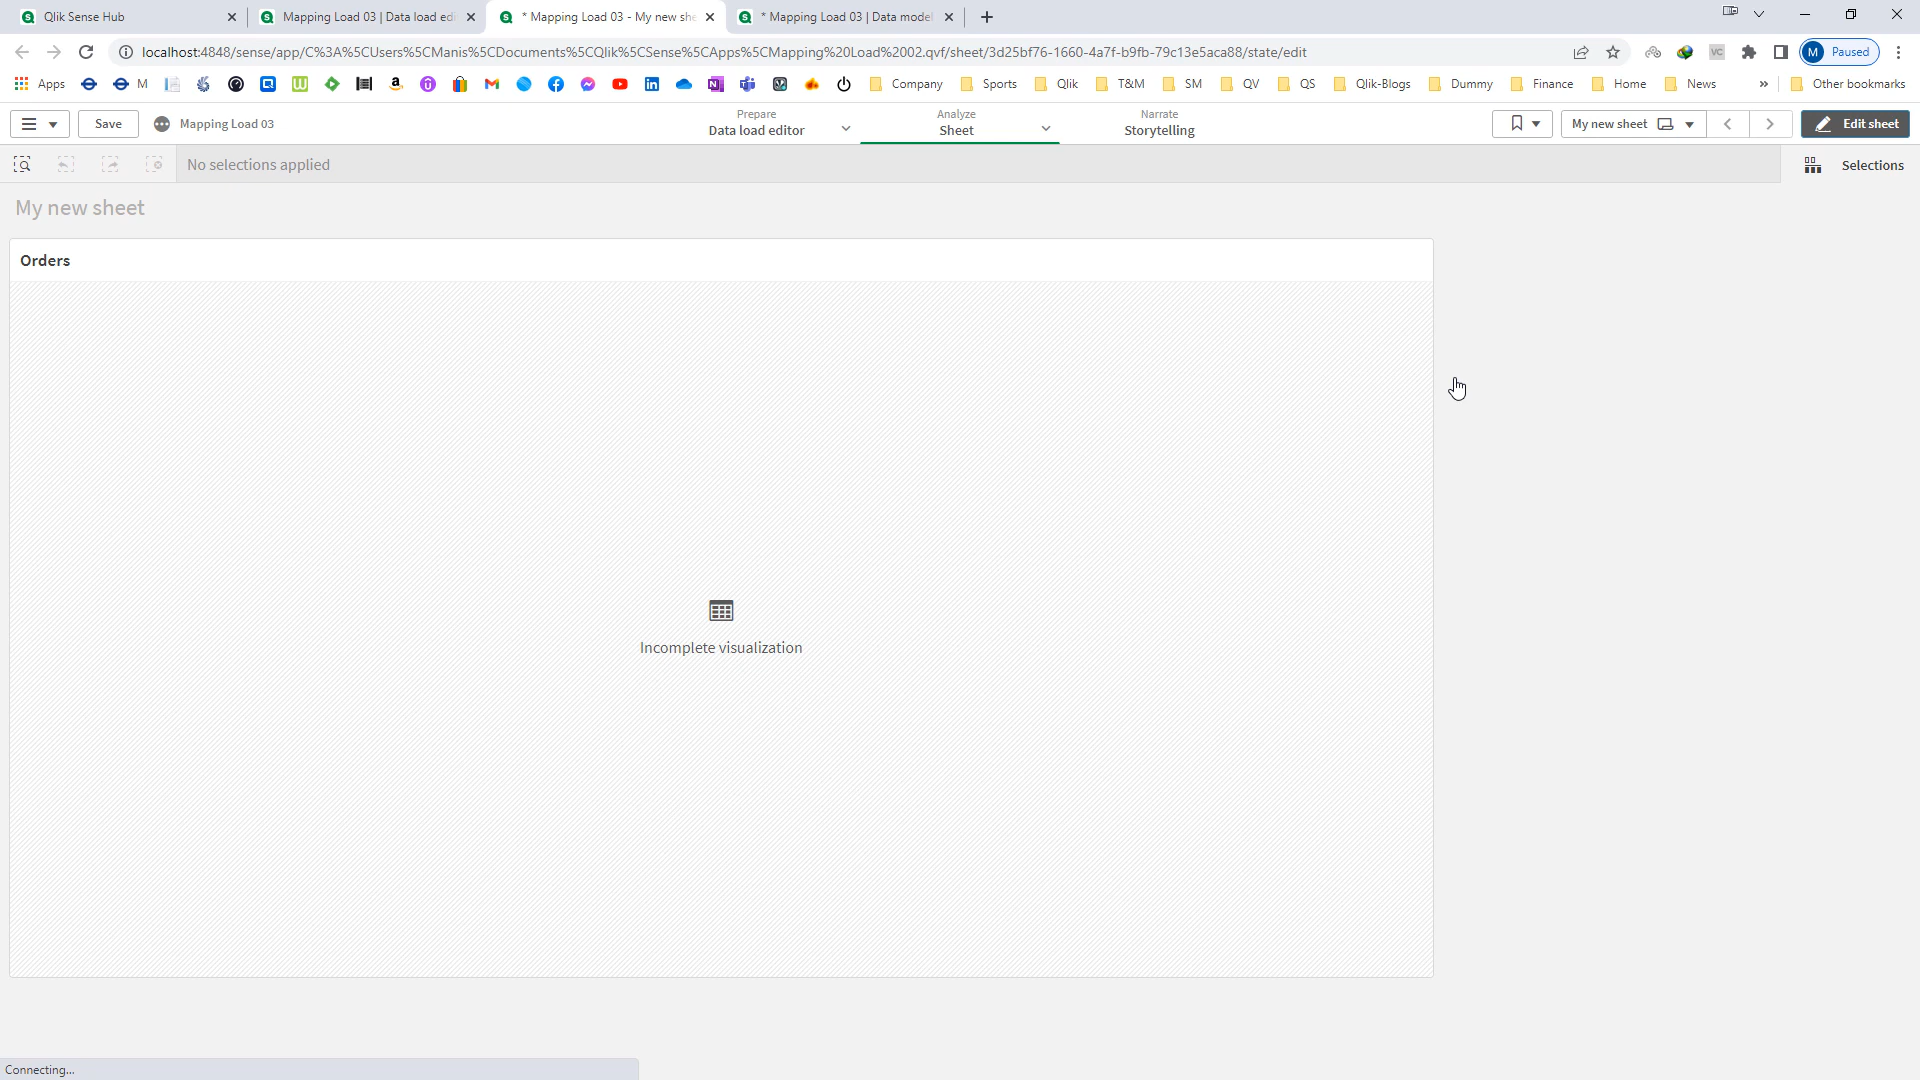 Qlik Sense Hub
Mapping Load 03 | Data load edi
* Mapping Load 03 - My new she
* Mapping Load 03 | Data model
localhost:4848/sense/app/C%3A%5CUsers%5CManis%5CDocuments%5CQlik%5CSense%5CApps%5CMapping%20Load%2002.qvf/sheet/3d25bf76-1660-4a7f-b9fb-79c13e5aca88/state/edit
VC
M Paused
Apps
M
Company
Sports
Qlik
T&M
SM
QV
QS
Qlik-Blogs
Dummy
Finance
Home
News
»
Other bookmarks
Save
Mapping Load 03
Prepare
Data load editor
Analyze
Sheet
Narrate
Storytelling
My new sheet
Edit sheet
No selections applied
Selections
My new sheet
Orders
Incomplete visualization
Connecting...